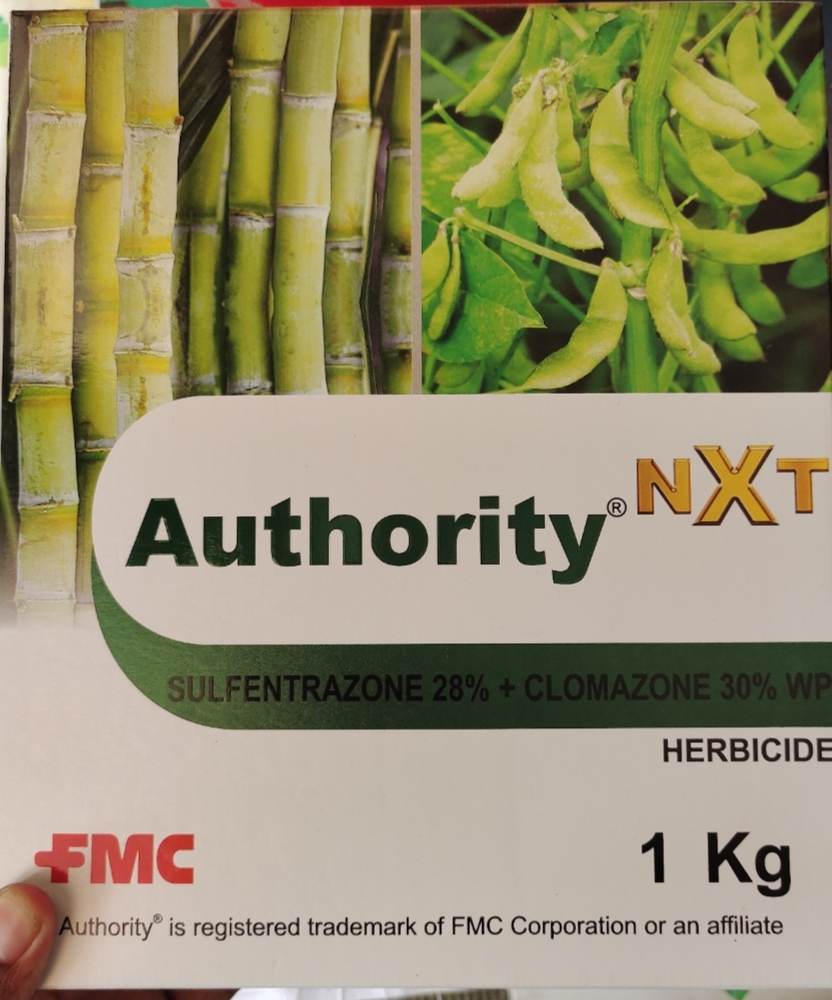 Authority® NXT
SULFENTRAZONE 28% + CLOMAZONE 30% WP
HERBICIDE
FMC
1 Kg
Authority® is registered trademark of FMC Corporation or an affiliate